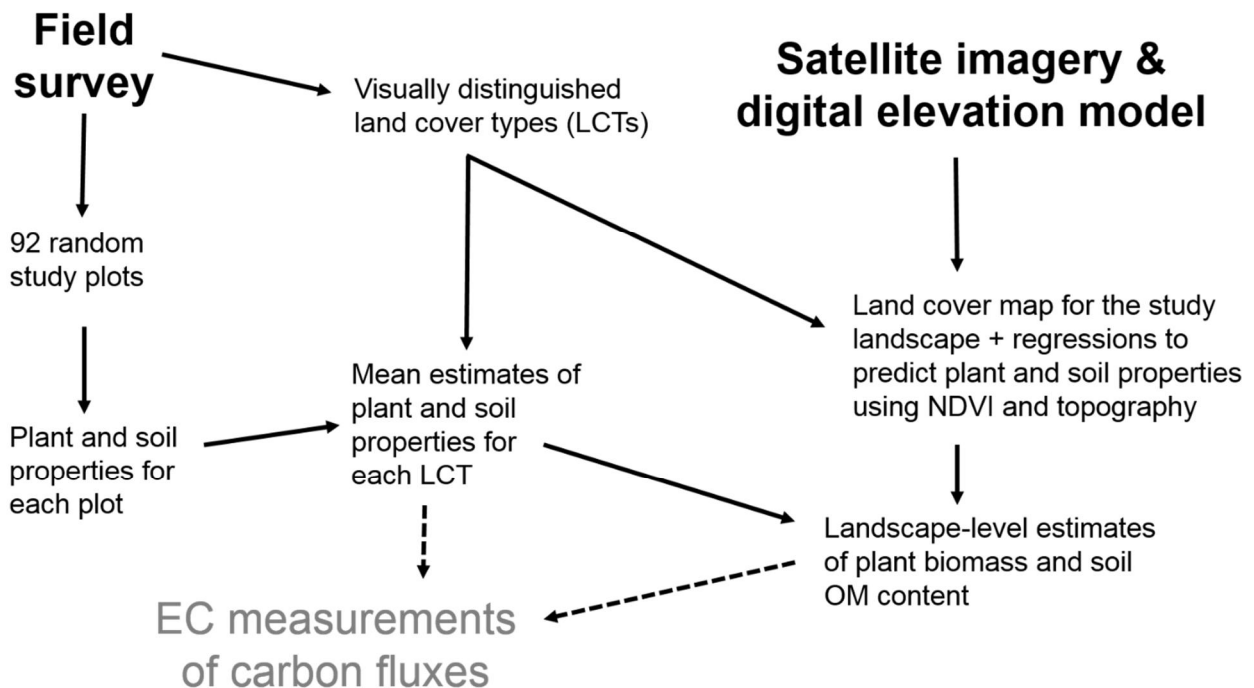 Field
survey
Visually distinguished
land cover types (LCTs)
Satellite imagery &
digital elevation model
92 random
study plots
Land cover map for the study
landscape + regressions to
predict plant and soil properties
using NDVI and topography
Mean estimates of
plant and soil
properties for
each LCT
Plant and soil
properties for
each plot
Landscape-level estimates
of plant biomass and soil
OM content
EC measurements
of carbon fluxes